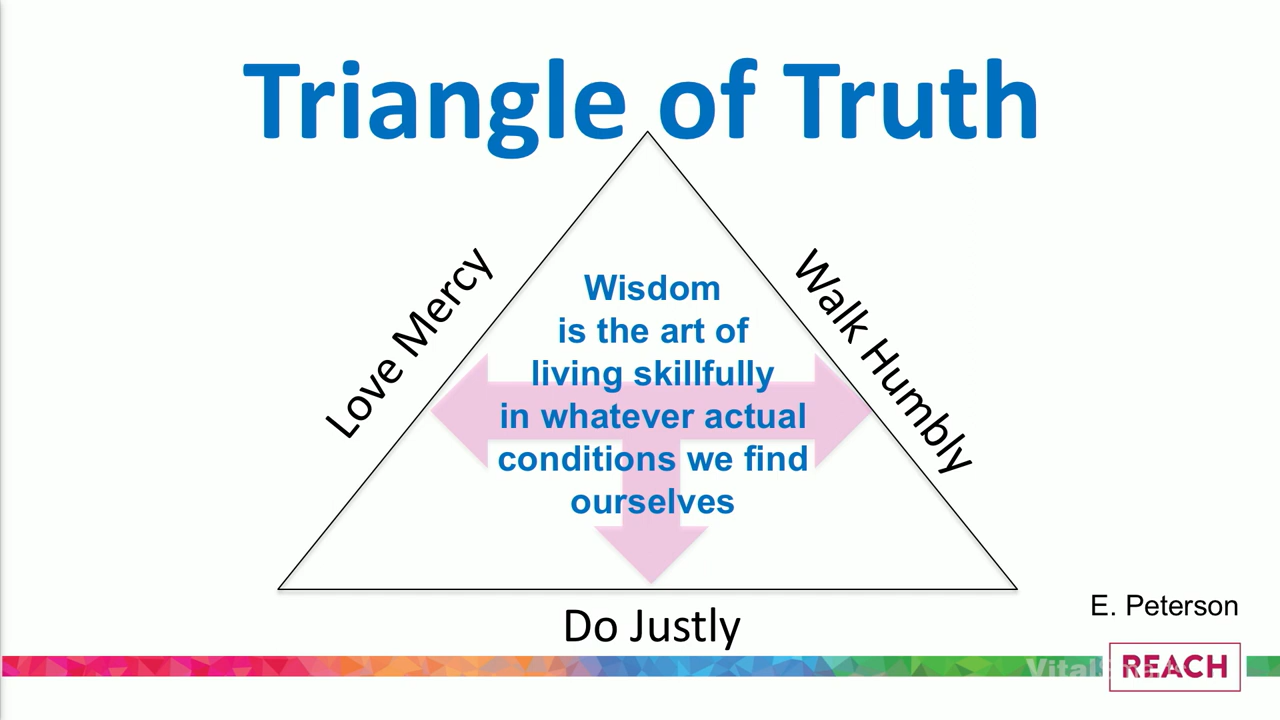 Triangle of Truth
Love Mercy
Walk Humbly
Wisdom
is the art of
living skillfully
in whatever actual
conditions we find
ourselves
Do Justly
E. Peterson
VitalSmarts
REACH